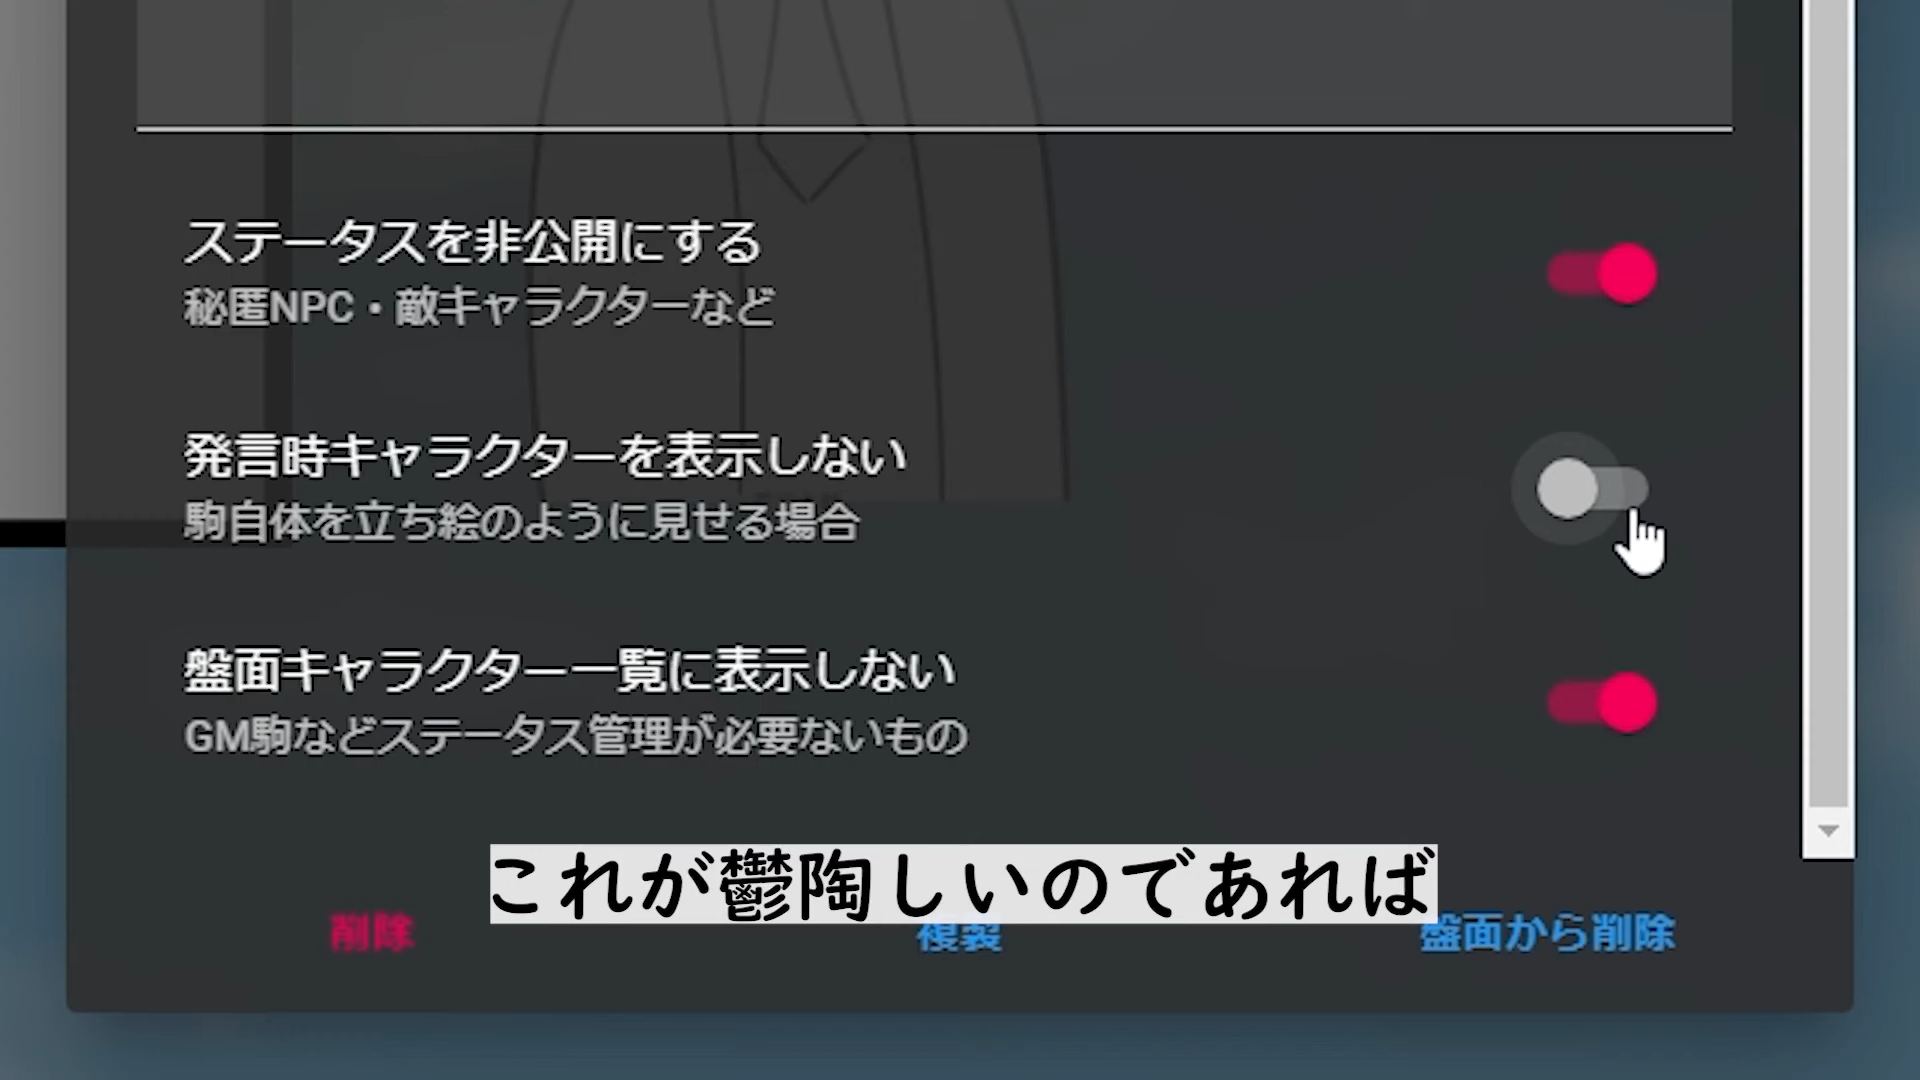 ステータスを非公開にする
秘匿NPC・敵キャラクターなど
発言時キャラクターを表示しない
駒自体を立ち絵のように見せる場合
盤面キャラクター一覧に表示しない
GM駒などステータス管理が必要ないもの
これが鬱陶しいのであれば
削除
複製
盤面から削除